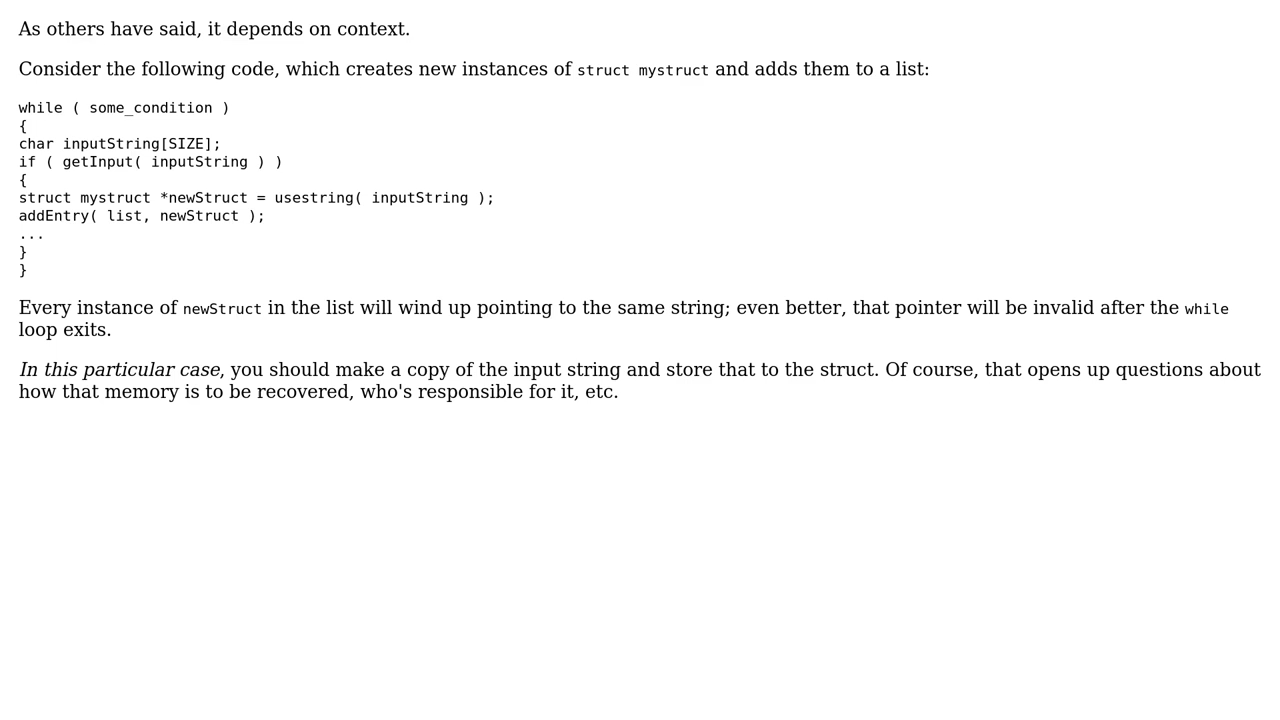 As others have said, it depends on context.
Consider the following code, which creates new instances of struct mystruct and adds them to a list:
while ( some_condition )
{
char inputString[SIZE];
if ( getInput( inputString ) )
{
struct mystruct *newStruct = usestring( inputString );
addEntry( list, newStruct );
...
}
}
Every instance of newStruct in the list will wind up pointing to the same string; even better, that pointer will be invalid after the while
loop exits.
In this particular case, you should make a copy of the input string and store that to the struct. Of course, that opens up questions about
how that memory is to be recovered, who's responsible for it, etc.